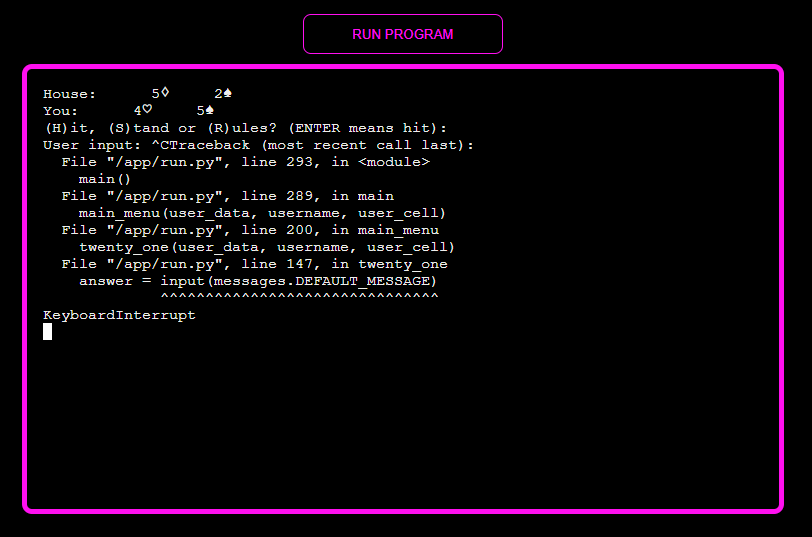 RUN PROGRAM
House:      5♢     2♠
You:      4♡     5♠
(H)it, (S)tand or (R)ules? (ENTER means hit):
User input: ^CTraceback (most recent call last):
  File "/app/run.py", line 293, in <module>
    main()
  File "/app/run.py", line 289, in main
    main_menu(user_data, username, user_cell)
  File "/app/run.py", line 200, in main_menu
    twenty_one(user_data, username, user_cell)
  File "/app/run.py", line 147, in twenty_one
    answer = input(messages.DEFAULT_MESSAGE)
             ^^^^^^^^^^^^^^^^^^^^^^^^^^^^^^^
KeyboardInterrupt